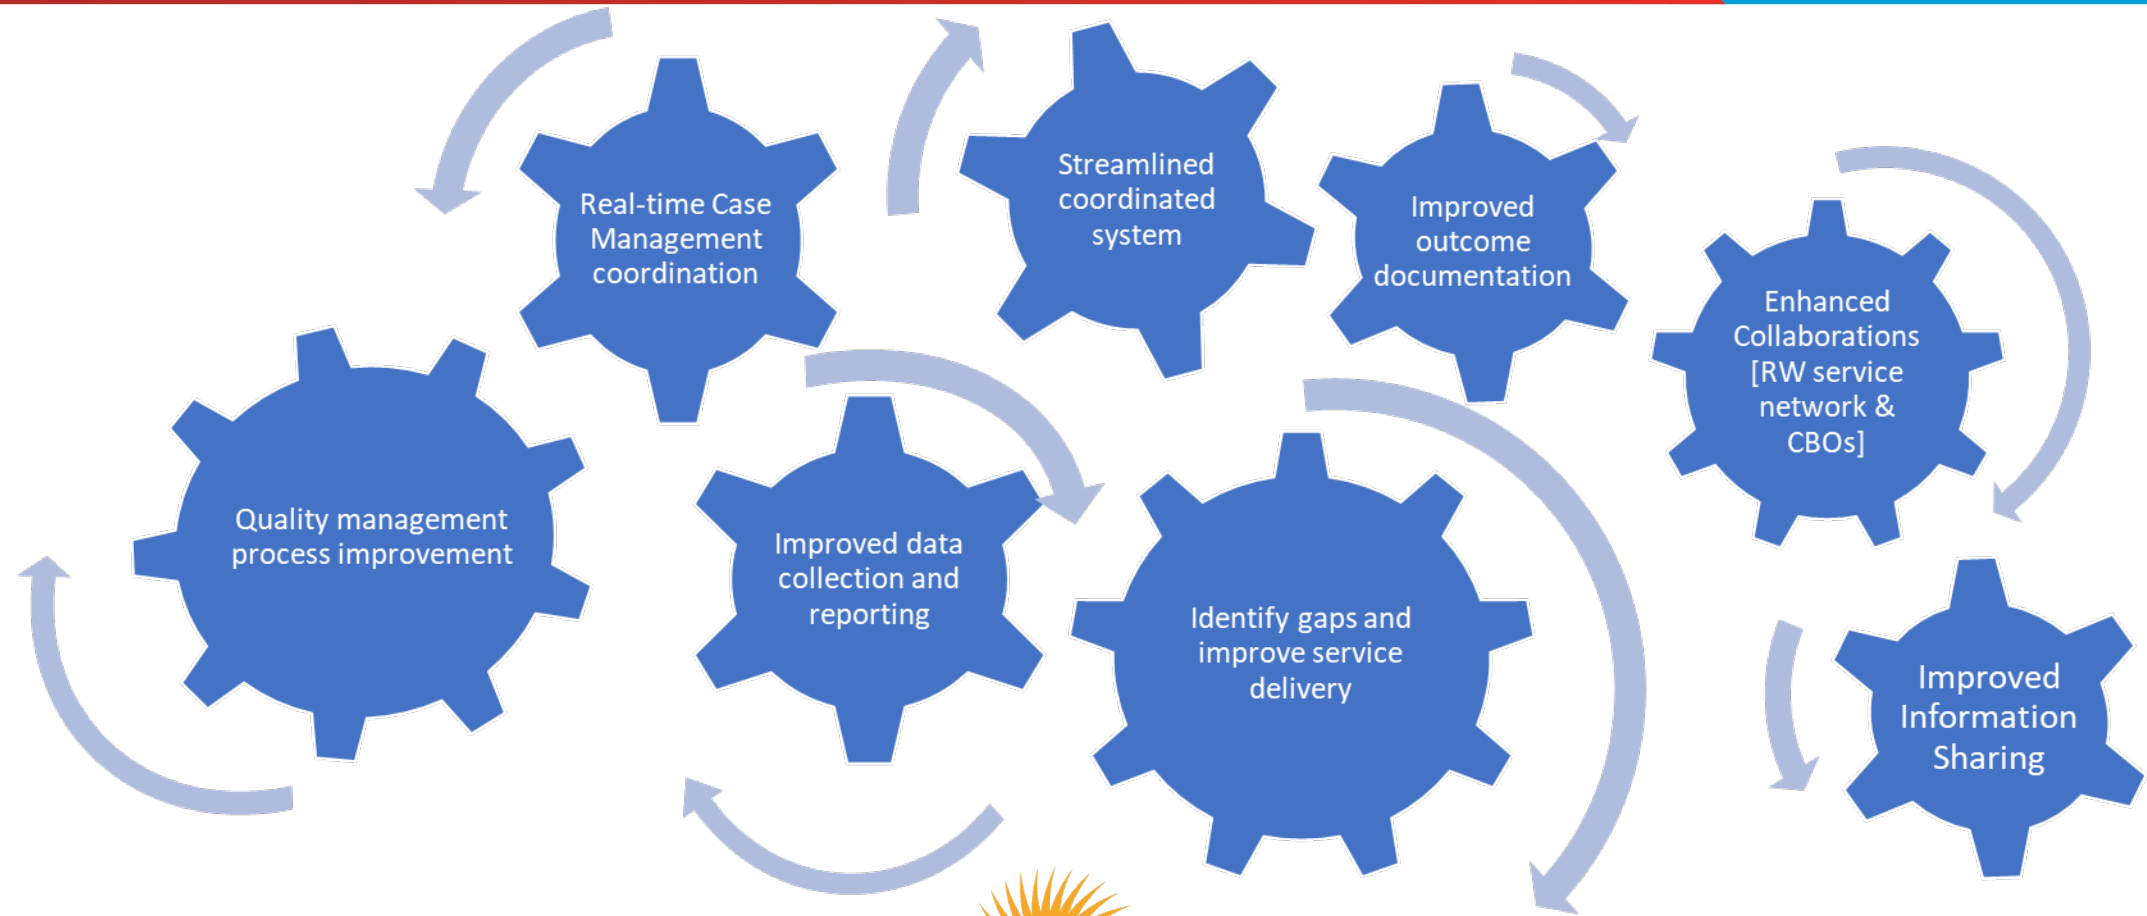 Real-time Case
Management
coordination
Streamlined
coordinated
system
Improved
outcome
documentation
Enhanced
Collaborations
[RW service
network &
CBOs]
Quality management
process improvement
Improved data
collection and
reporting
Identify gaps and
improve service
delivery
Improved
Information
Sharing